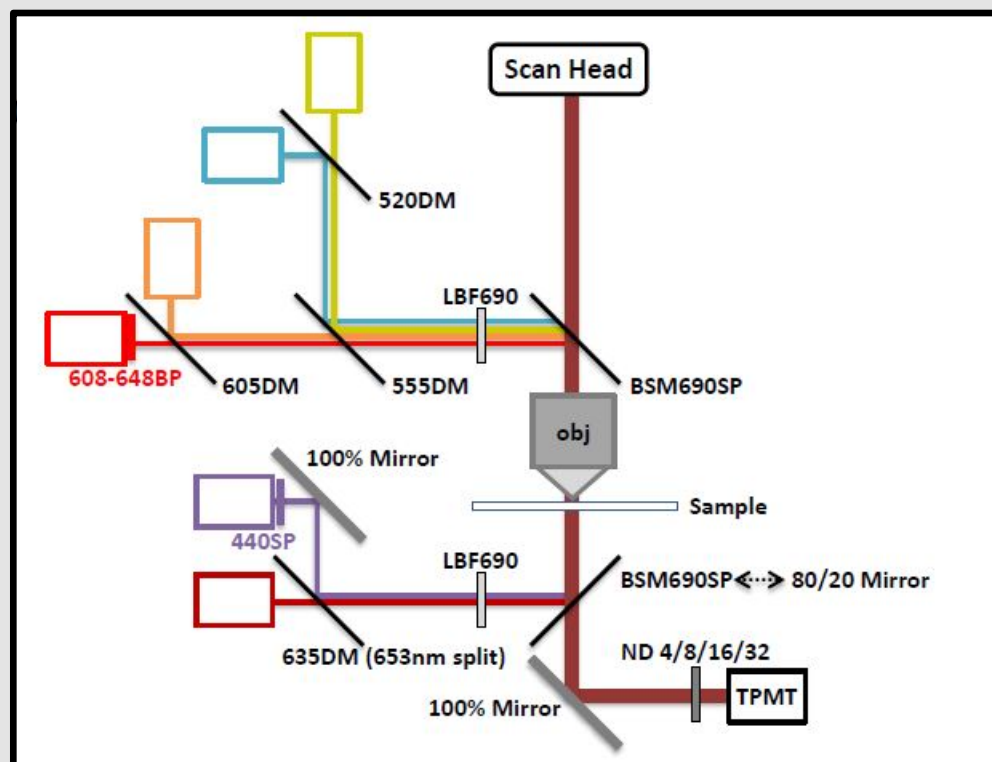 Scan Head
520DM
LBF690
608-648BP
605DM
555DM
BSM690SP
obj
100% Mirror
Sample
440SP
LBF690
BSM690SP
80/20 Mirror
635DM (653nm split)
ND 4/8/16/32
100% Mirror
TPMT